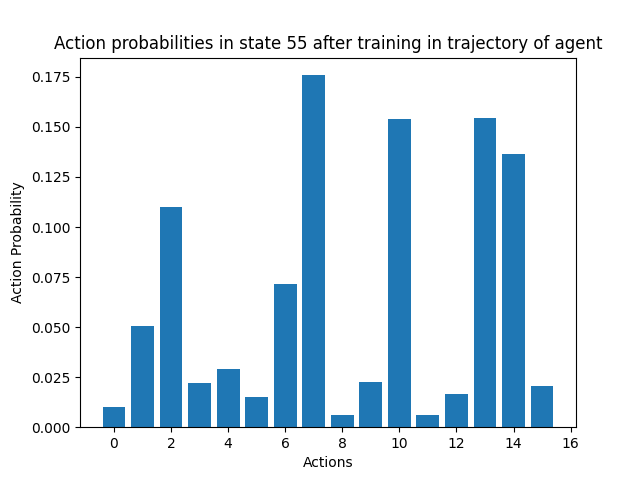 Action probabilities in state 55 after training in trajectory of agent
Action Probability
0.175
0.150
0.125
0.100
0.075
0.050
0.025
0.000
0 2 4 6 8 10 12 14 16
Actions